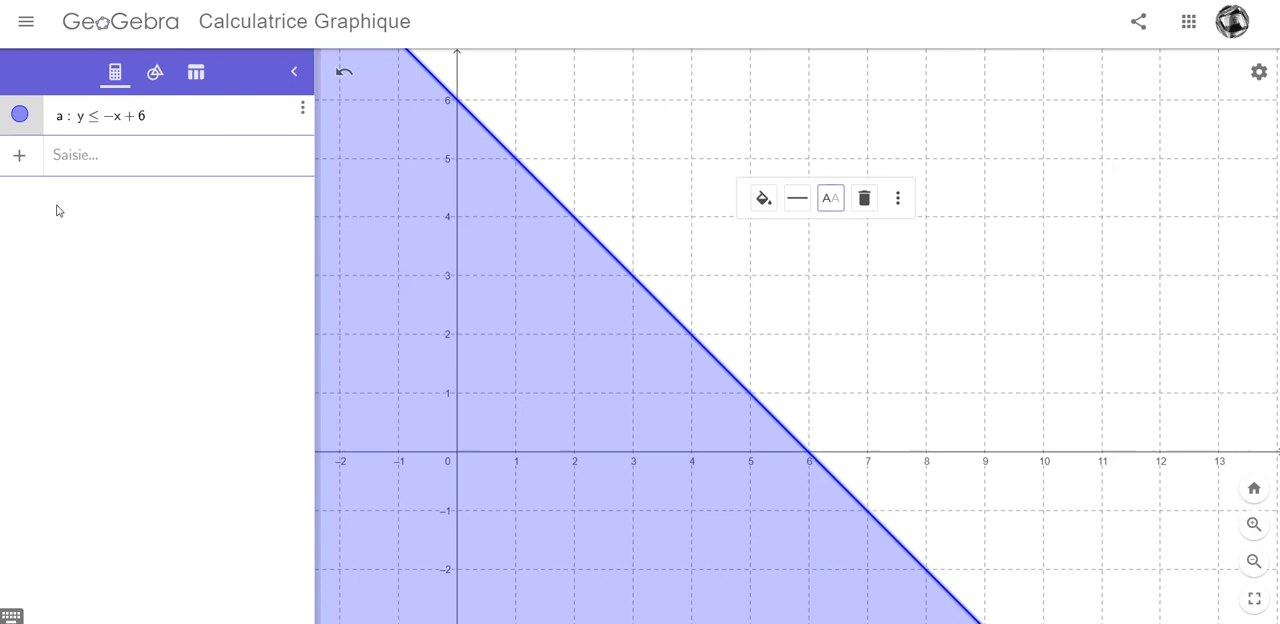 GeoGebra Calculatrice Graphique
a : y ≤ −x + 6
Saisie...
AA
6
5
4
3
2
1
−2 −1 0 1 2 3 4 5 6 7 8 9 10 11 12 13
−1
−2